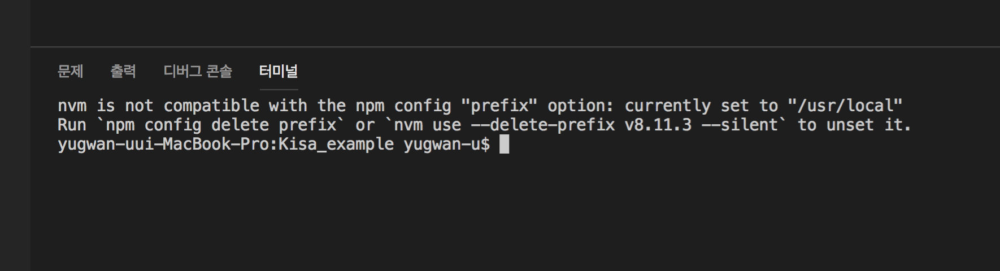 문제 출력 디버그 콘솔 터미널
nvm is not compatible with the npm config "prefix" option: currently set to "/usr/local"
Run `npm config delete prefix` or `nvm use --delete-prefix v8.11.3 --silent` to unset it.
yugwan-uui-MacBook-Pro:Kisa_example yugwan-u$